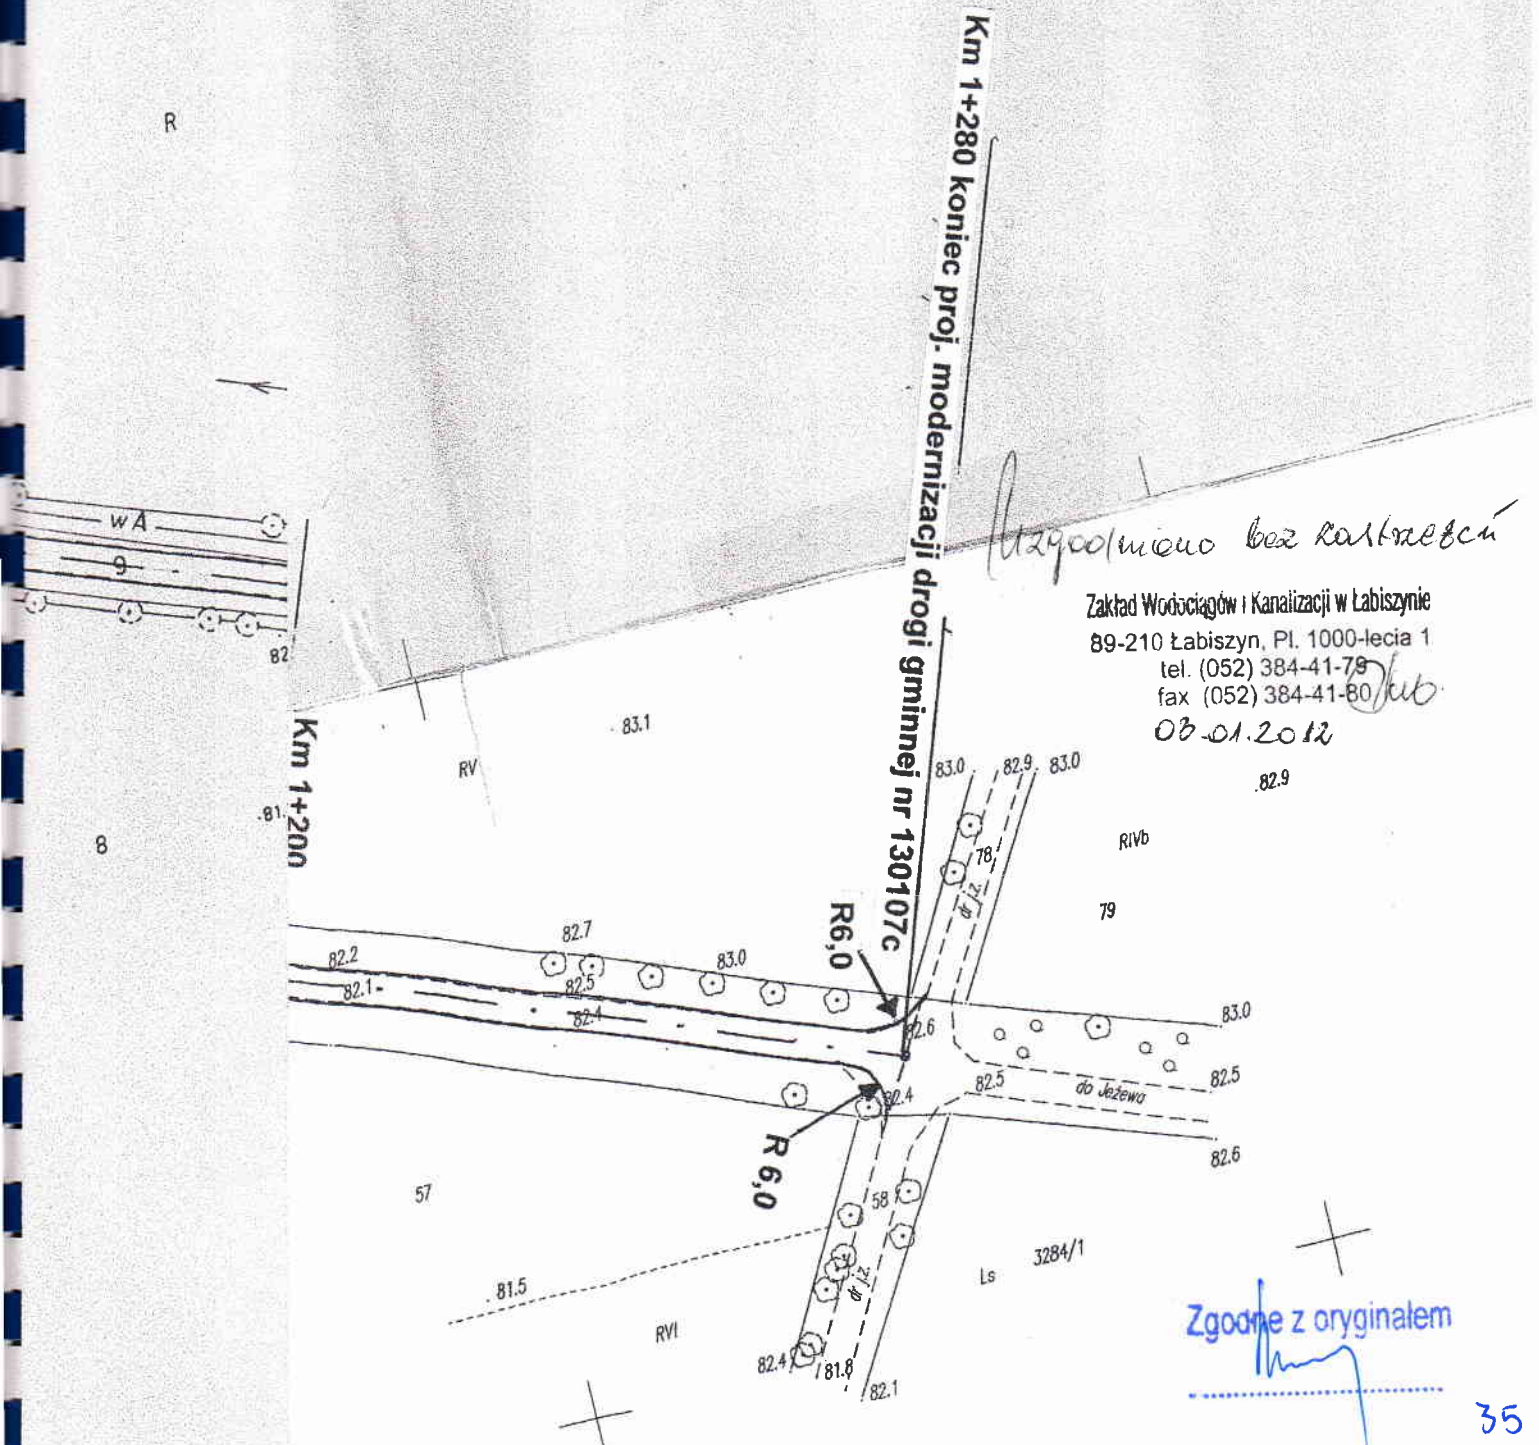 R
wA
9
82
8
.81.
Km 1+200
Km 1+280 koniec proj. modernizacji drogi gminnej nr 130107c
Uzgodniono bez zastrzeżeń
Zakład Wodociągów i Kanalizacji w Łabiszynie
89-210 Łabiszyn, Pl. 1000-lecia 1
tel. (052) 384-41-79
fax (052) 384-41-80
03.01.2012
83.1
RV
83.0
82.9
83.0
.82.9
RIVb
78
dr j.z.
79
R6,0
82.7
82.2
83.0
82.5
82.1
82.4
82.6
83.0
82.5
82.5
do Jeżewa
82.4
82.6
R 6,0
57
58
3284/1
Ls
dr j.z.
.81.5
RVI
82.4
81.8
82.1
Zgodne z oryginałem
35